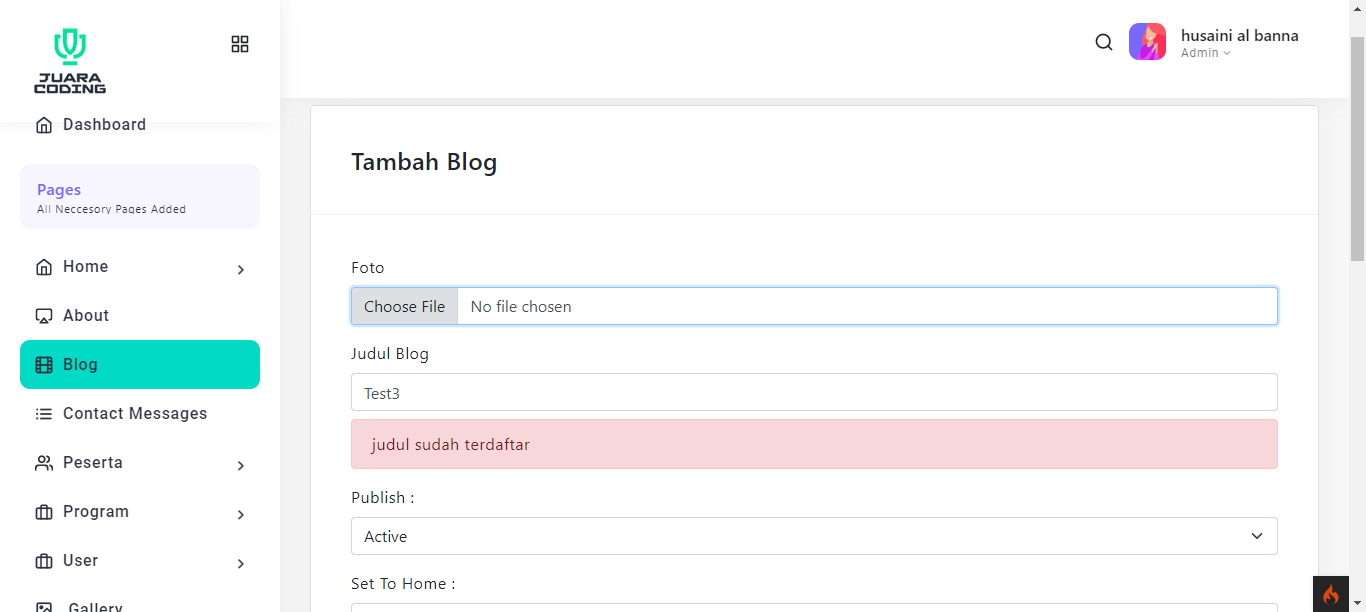 JUARA
CODING
husaini al banna
Admin
Dashboard
Pages
All Neccesory Pages Added
Home
About
Blog
Contact Messages
Peserta
Program
User
Gallery
Tambah Blog
Foto
Choose File No file chosen
Judul Blog
Test3
judul sudah terdaftar
Publish :
Active
Set To Home :